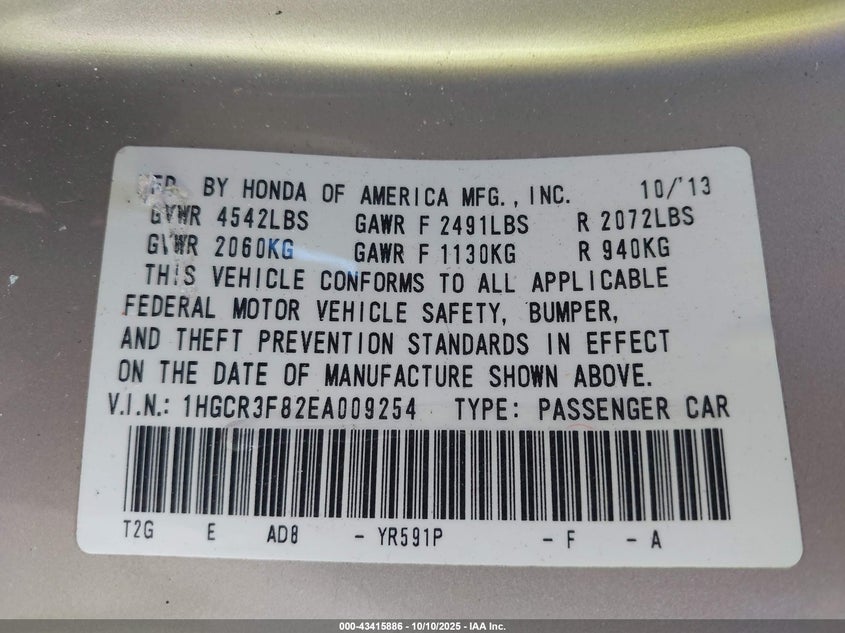 MFD. BY HONDA OF AMERICA MFG., INC. 10/'13
GVWR 4542LBS GAWR F 2491LBS R 2072LBS
GVWR 2060KG GAWR F 1130KG R 940KG
THIS VEHICLE CONFORMS TO ALL APPLICABLE
FEDERAL MOTOR VEHICLE SAFETY, BUMPER,
AND THEFT PREVENTION STANDARDS IN EFFECT
ON THE DATE OF MANUFACTURE SHOWN ABOVE.
V.I.N.: 1HGCR3F82EA009254 TYPE: PASSENGER CAR
T2G E AD8 - YR591P - F - A
000-43415886 - 10/10/2025 - IAA Inc.